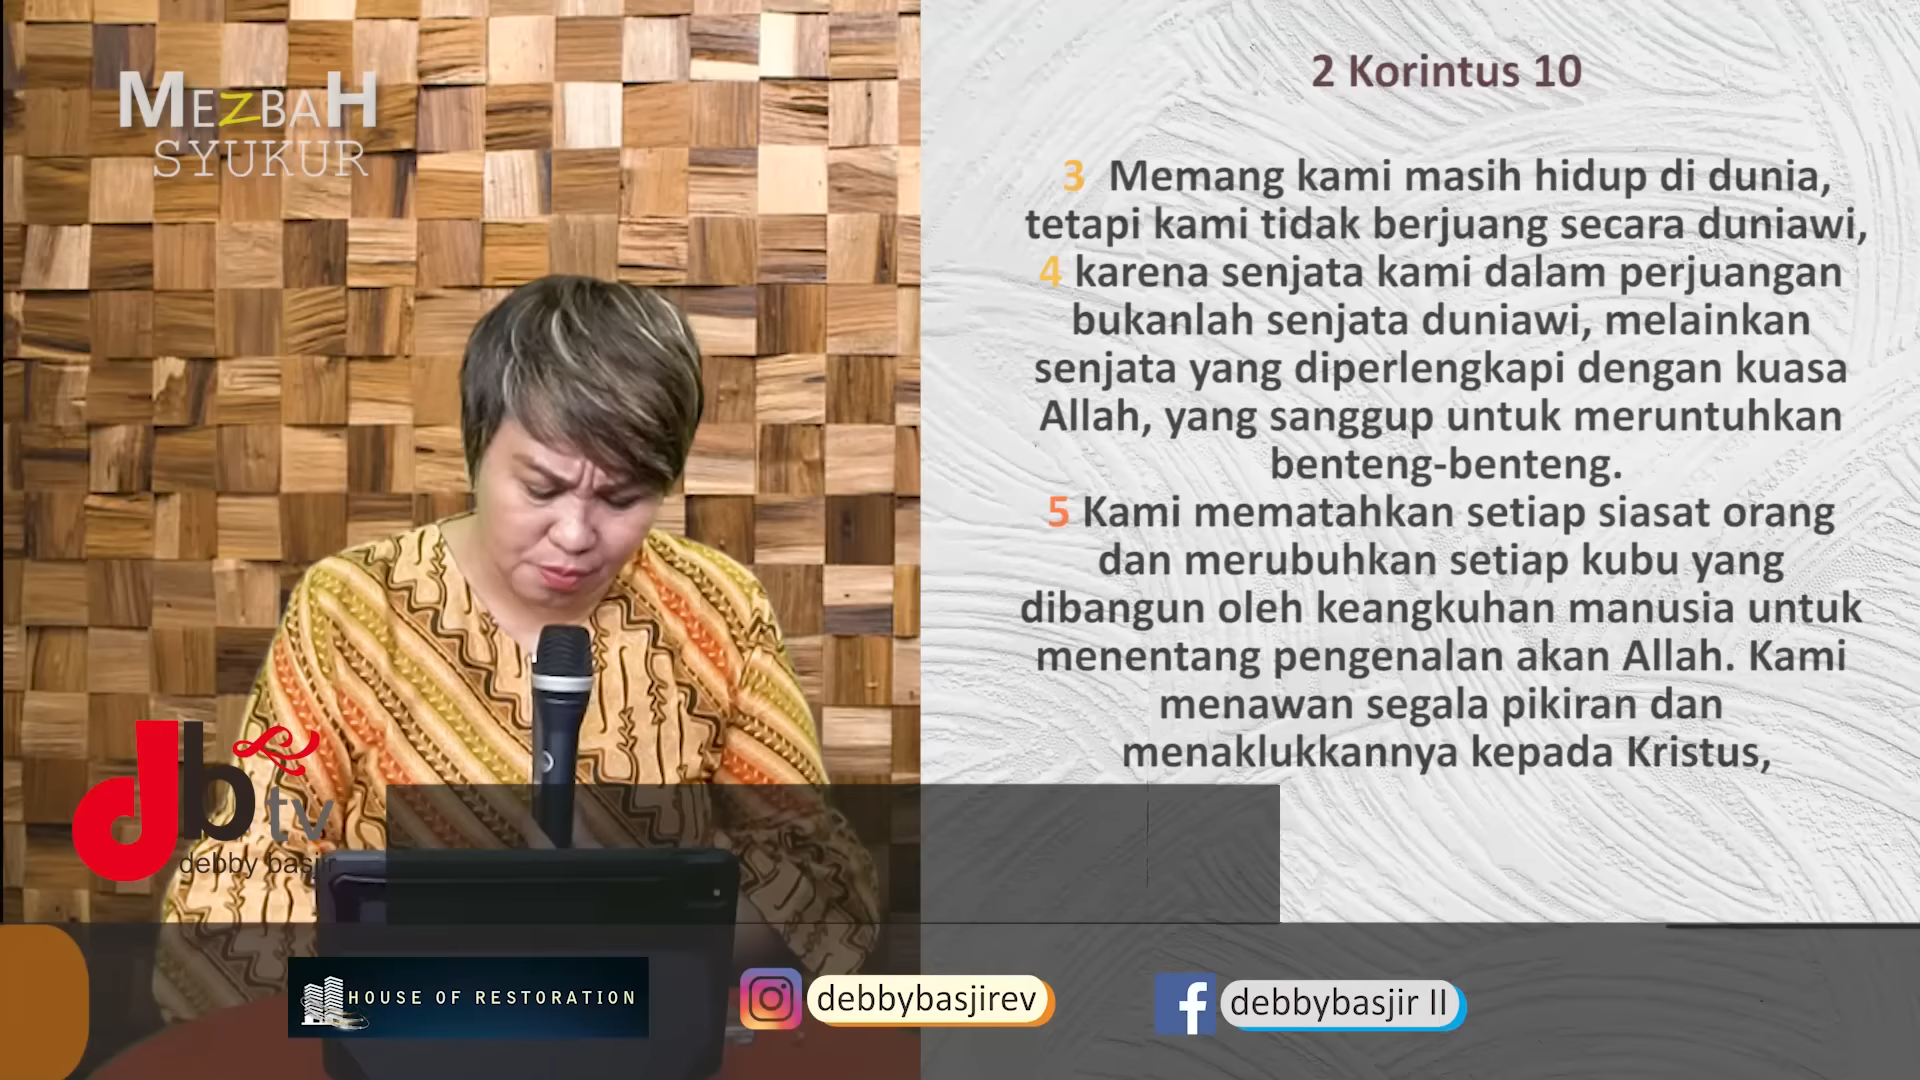 MEZBAH
SYUKUR
2 Korintus 10
3 Memang kami masih hidup di dunia,
tetapi kami tidak berjuang secara duniawi,
4 karena senjata kami dalam perjuangan
bukanlah senjata duniawi, melainkan
senjata yang diperlengkapi dengan kuasa
Allah, yang sanggup untuk meruntuhkan
benteng-benteng.
5 Kami mematahkan setiap siasat orang
dan merubuhkan setiap kubu yang
dibangun oleh keangkuhan manusia untuk
menentang pengenalan akan Allah. Kami
menawan segala pikiran dan
menaklukkannya kepada Kristus,
db tv
debby basjir
HOUSE OF RESTORATION
debbybasjirev
debbybasjir II